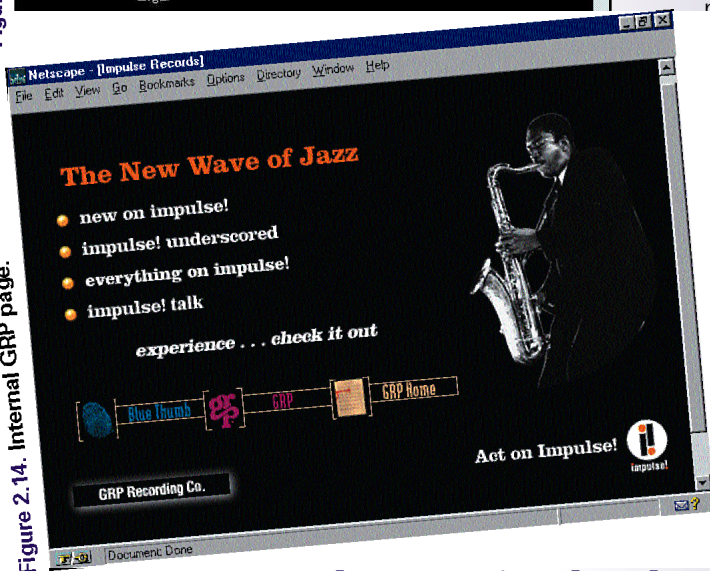 Netscape - [Impulse Records]
File Edit View Go Bookmarks Options Directory Window Help
The New Wave of Jazz
new on impulse!
impulse! underscored
everything on impulse!
impulse! talk
experience . . . check it out
Blue Thumb
grp
GRP
GRP Home
Act on Impulse!
i!
impulse!
GRP Recording Co.
Document: Done
Figure 2.14. Internal GRP page.